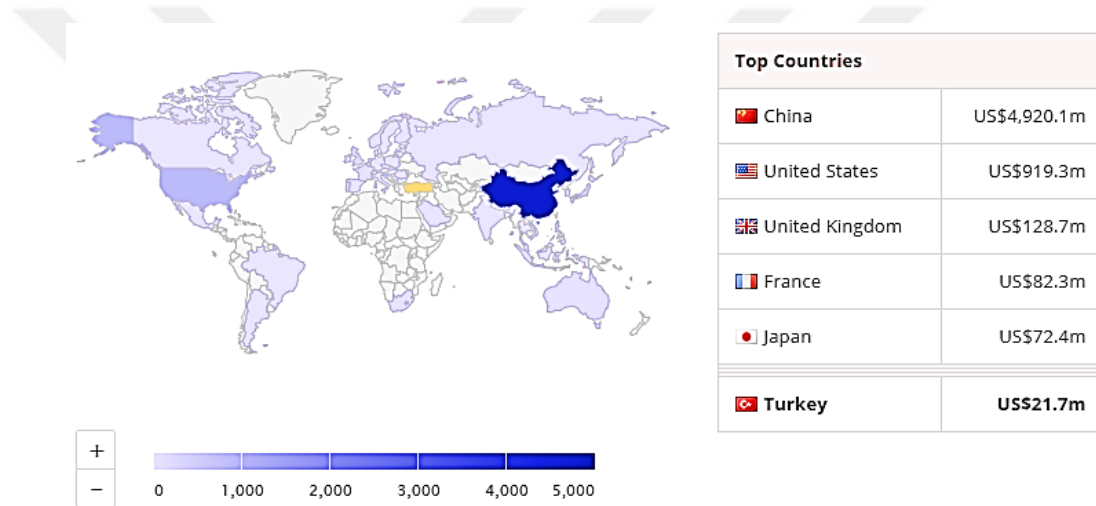 Top Countries
China US$4,920.1m
United States US$919.3m
United Kingdom US$128.7m
France US$82.3m
Japan US$72.4m
Turkey US$21.7m
+
−
0 1,000 2,000 3,000 4,000 5,000